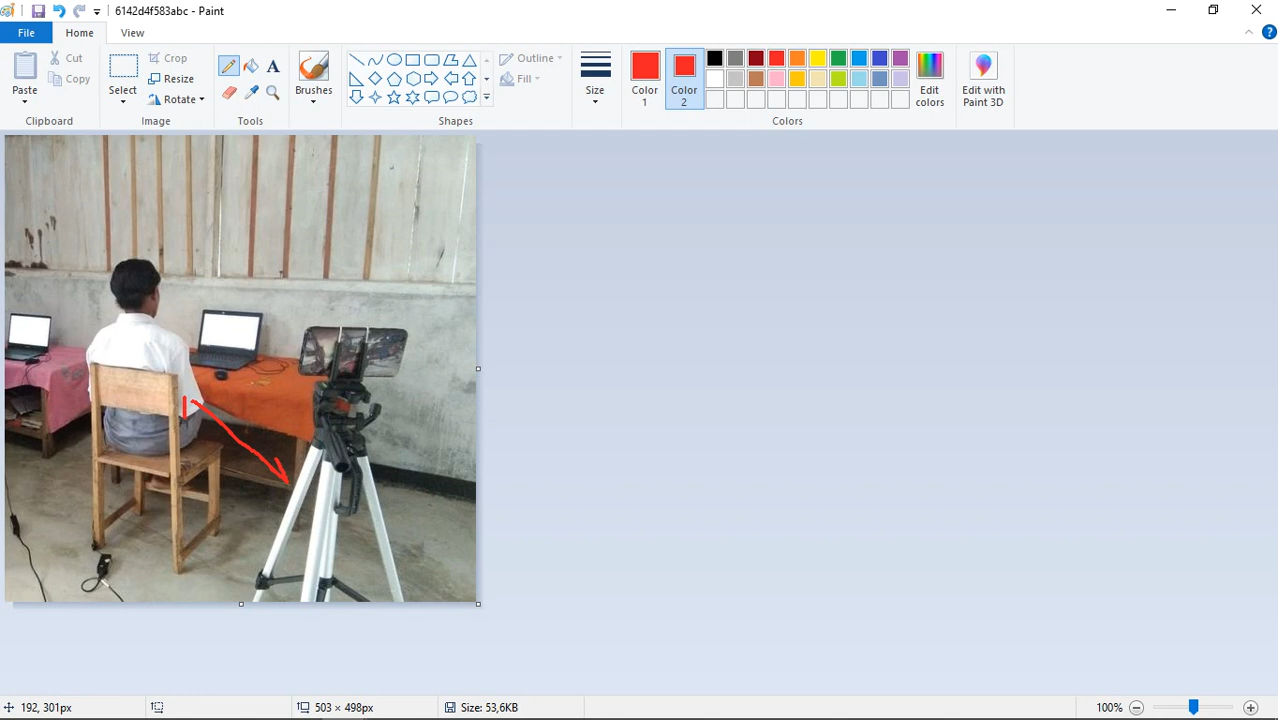 6142d4f583abc - Paint
File
Home
View
Paste
Cut
Copy
Clipboard
Select
Crop
Resize
Rotate
Image
Tools
Brushes
Outline
Fill
Shapes
Size
Color 1
Color 2
Colors
Edit colors
Edit with Paint 3D
192, 301px
503 × 498px
Size: 53,6KB
100%